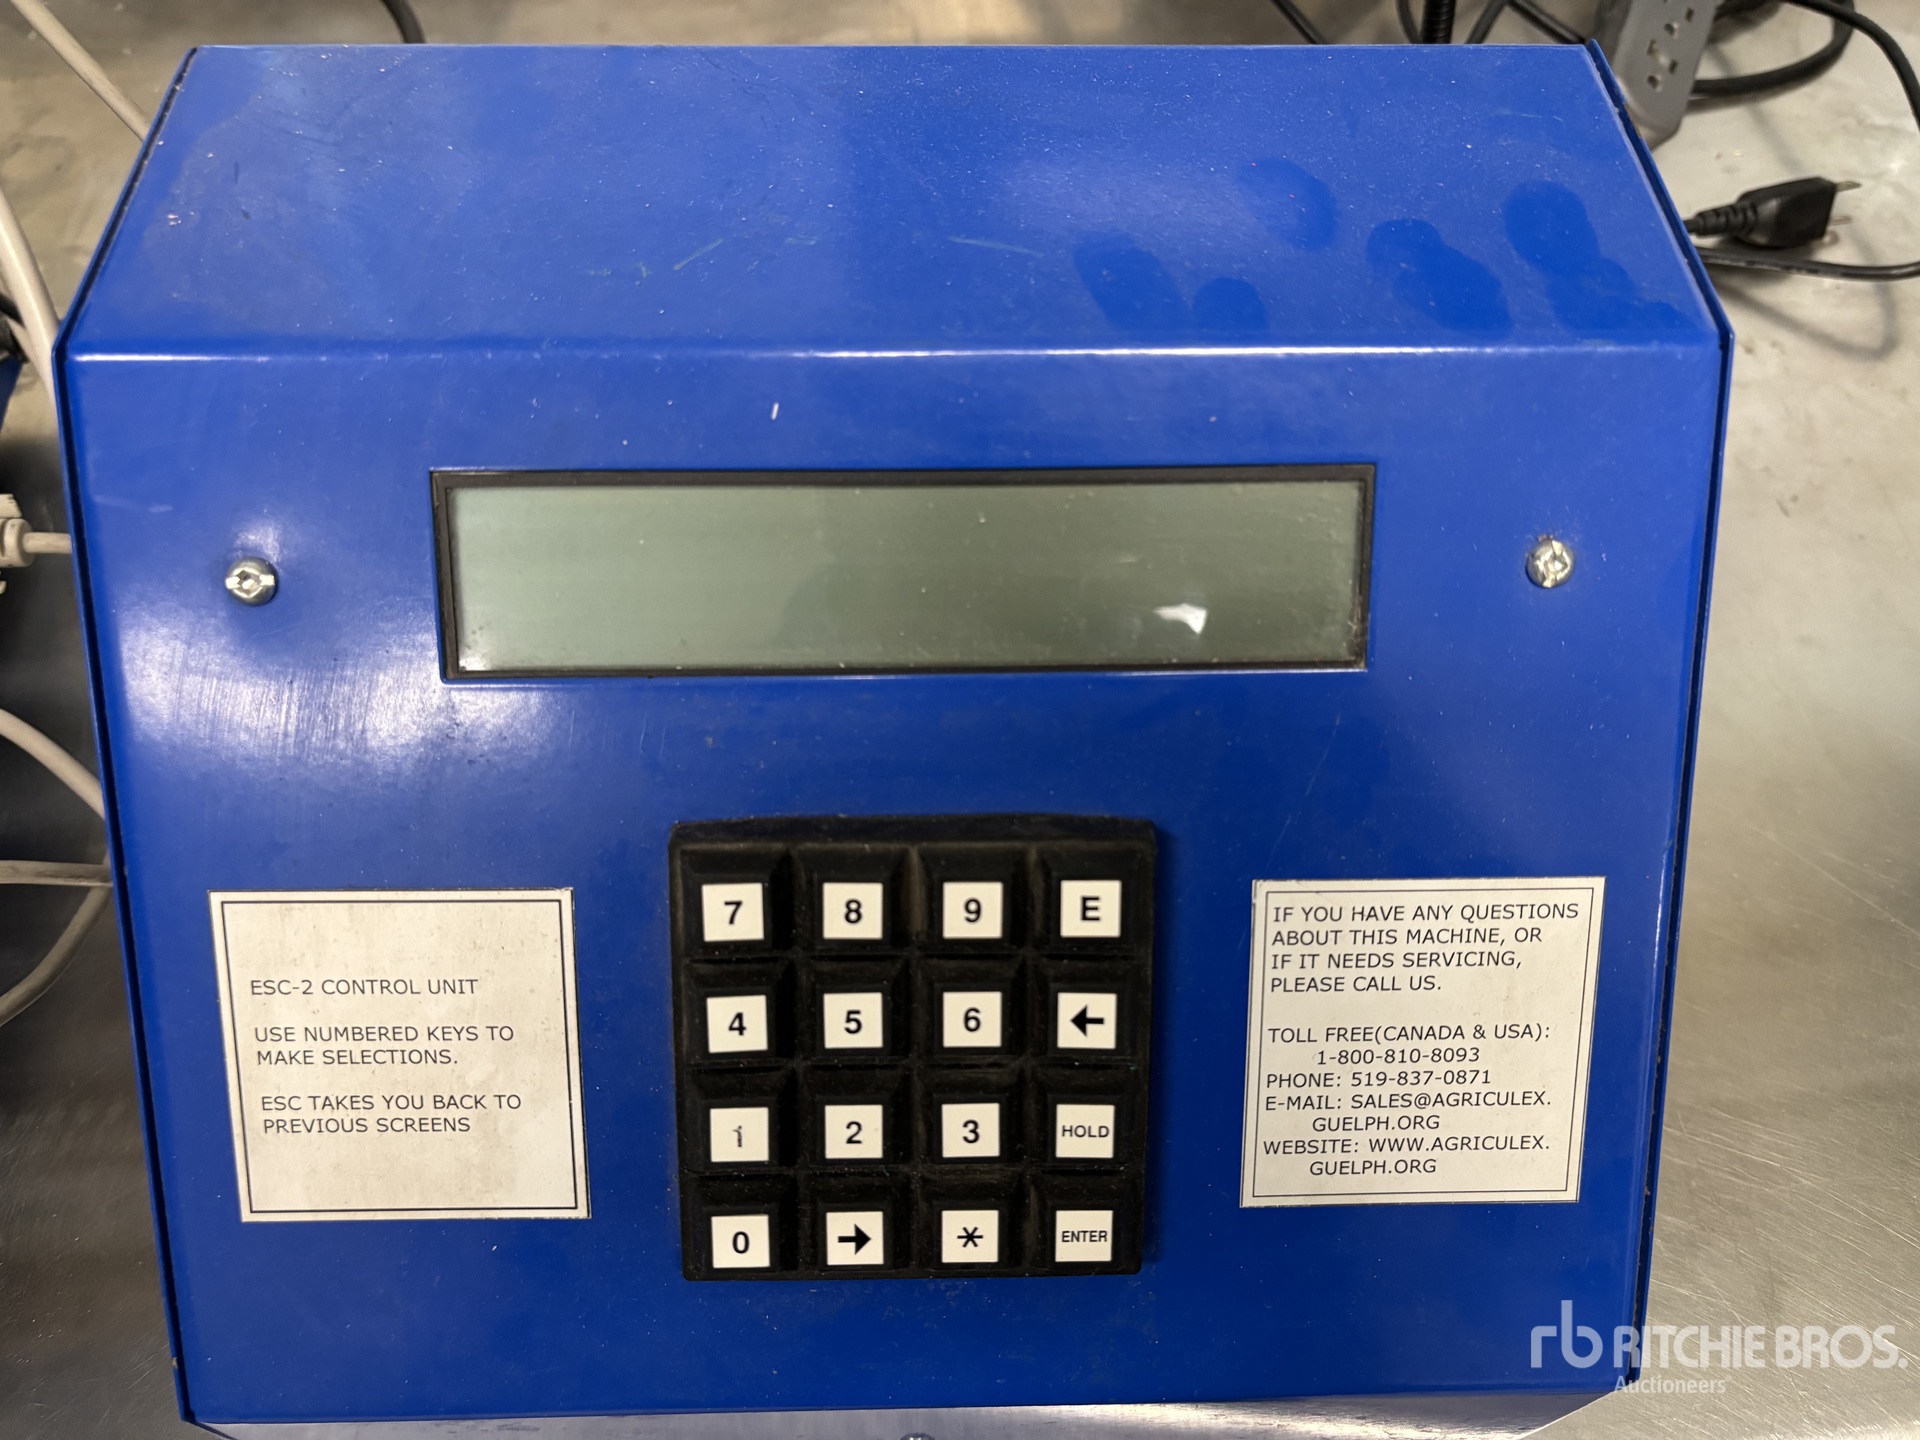 ESC-2 CONTROL UNIT
USE NUMBERED KEYS TO
MAKE SELECTIONS.
ESC TAKES YOU BACK TO
PREVIOUS SCREENS
7 8 9 E
4 5 6 ←
1 2 3 HOLD
0 → * ENTER
IF YOU HAVE ANY QUESTIONS
ABOUT THIS MACHINE, OR
IF IT NEEDS SERVICING,
PLEASE CALL US.
TOLL FREE(CANADA & USA):
1-800-810-8093
PHONE: 519-837-0871
E-MAIL: SALES@AGRICULEX.
GUELPH.ORG
WEBSITE: WWW.AGRICULEX.
GUELPH.ORG
rb RITCHIE BROS.
Auctioneers